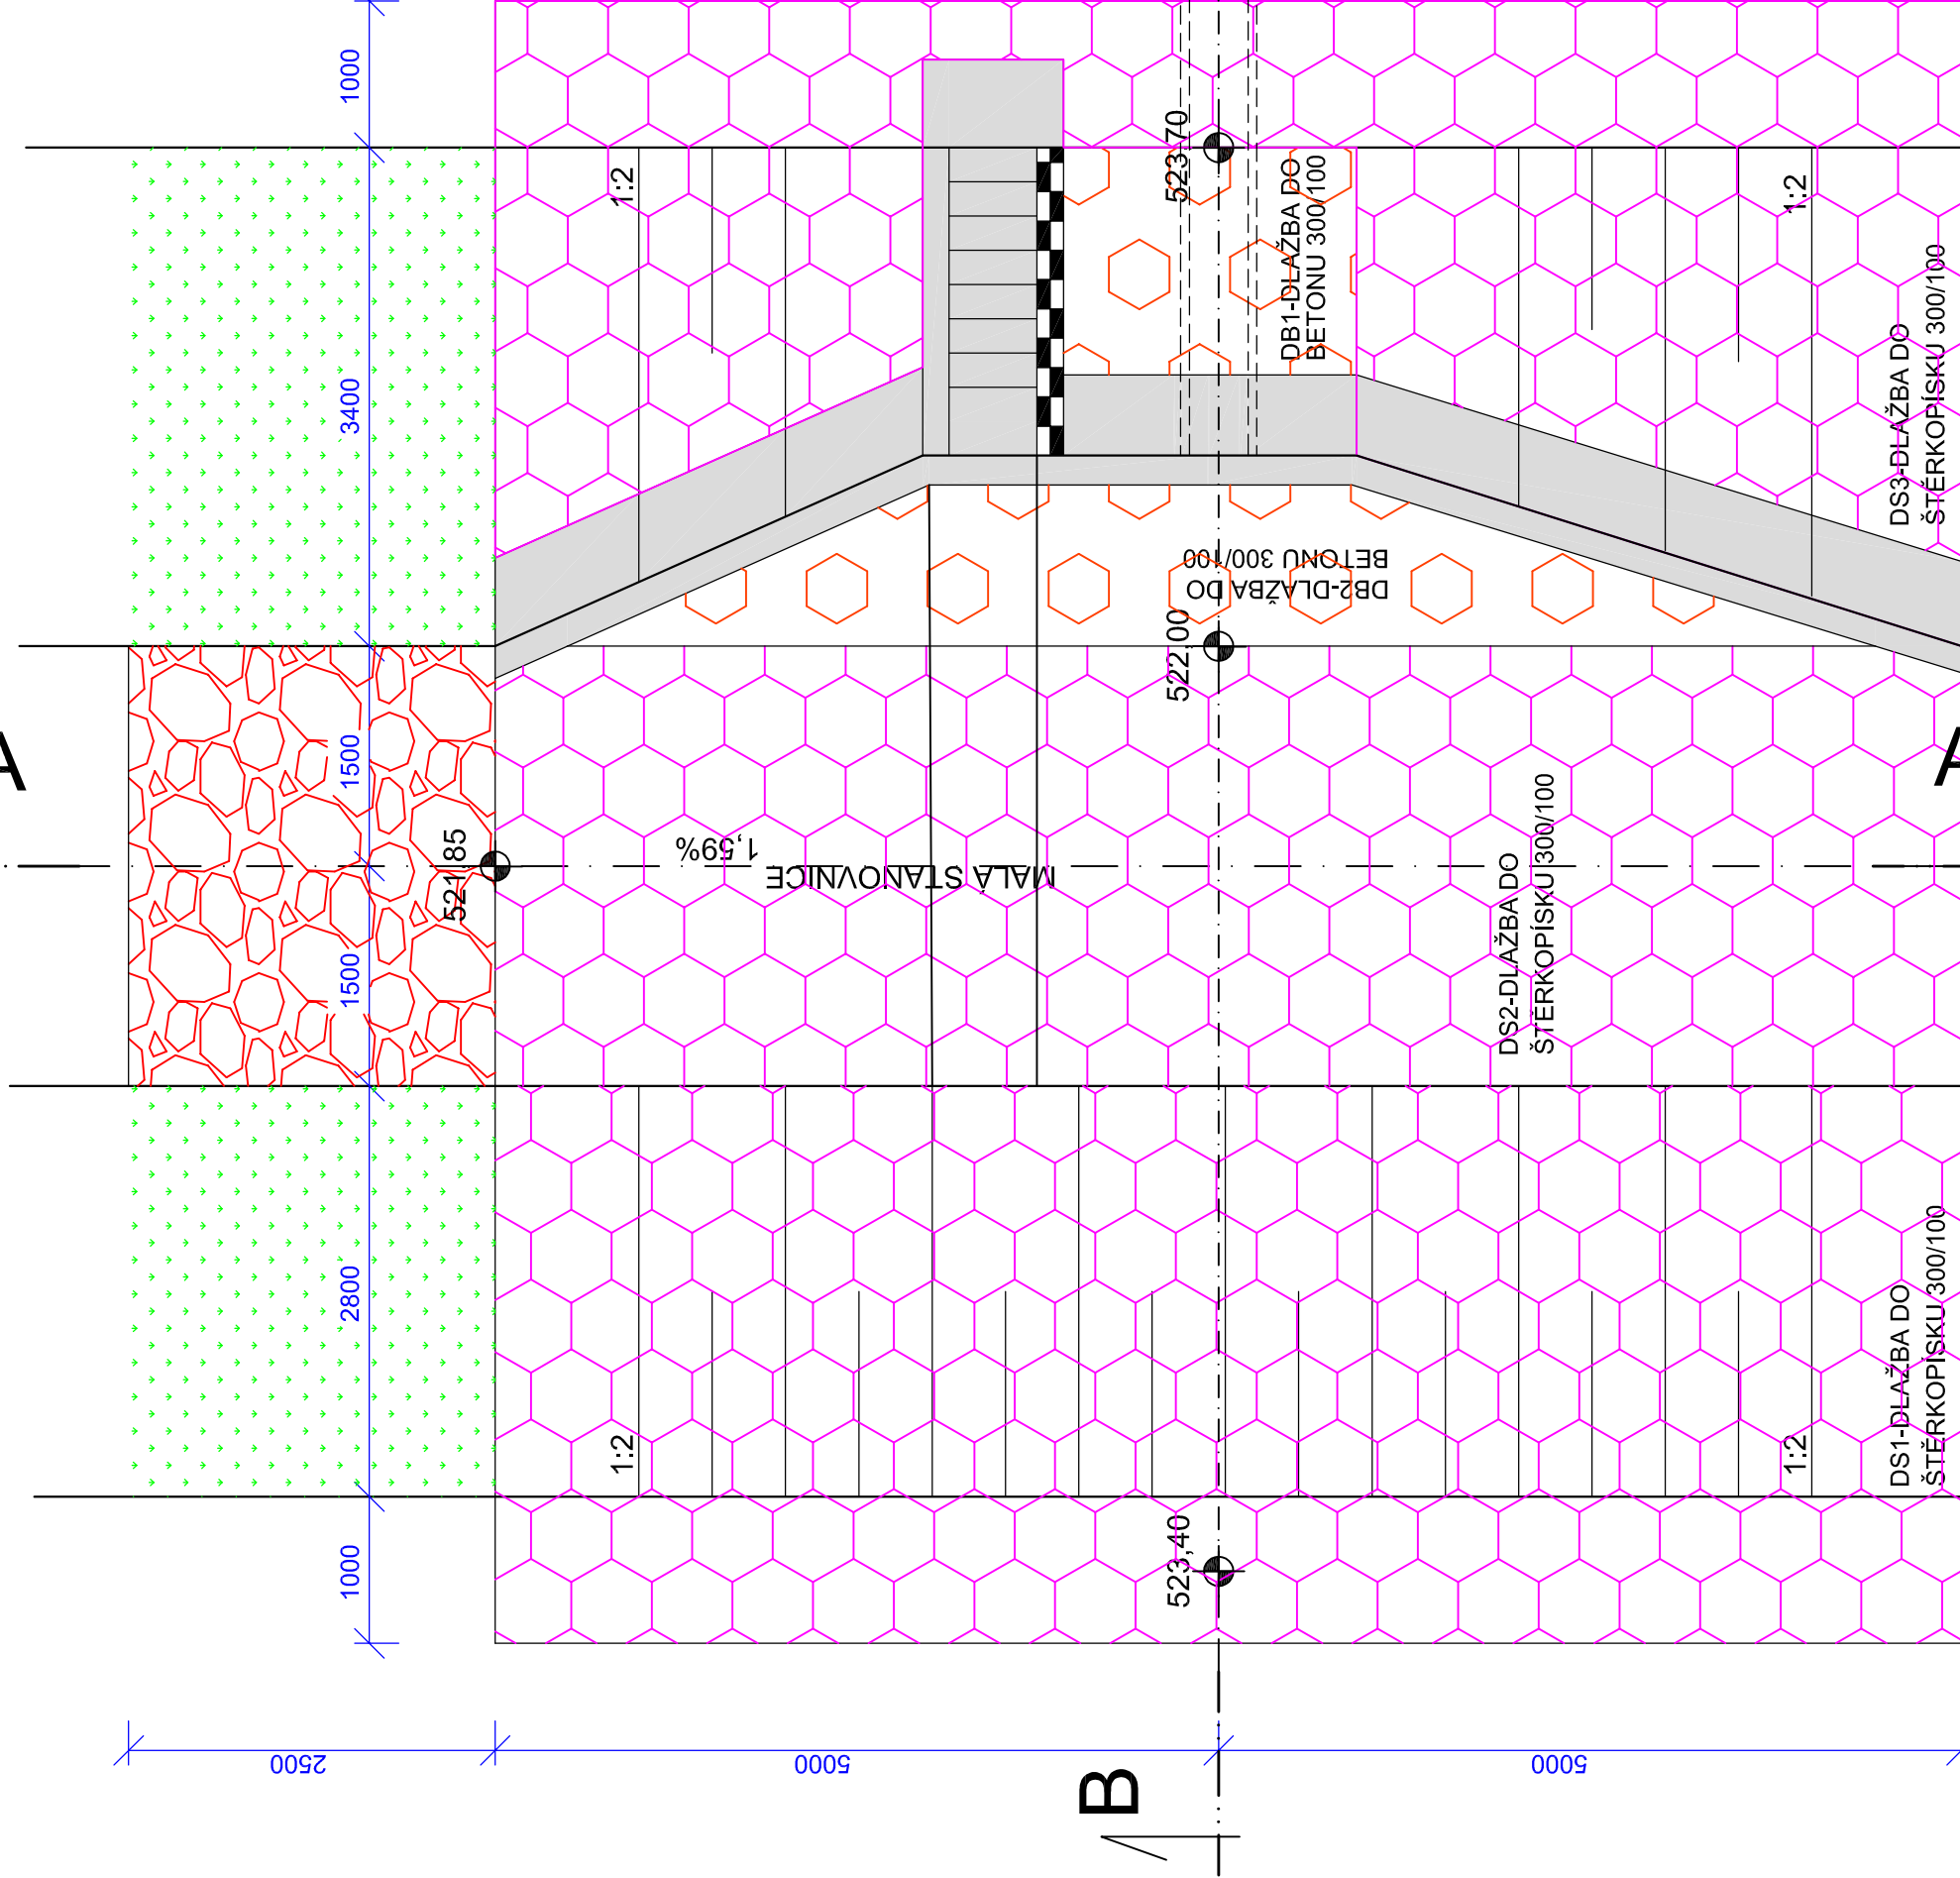 1000
3400
1500
1500
2800
1000
1:2
1:2
523,70
DB1-DLAŽBA DO
BETONU 300/100
DS3-DLAŽBA DO
ŠTĚRKOPÍSKU 300/100
DB2-DLAŽBA DO
BETONU 300/100
522,00
A
A
521,85
1,59%
MALÁ STANOVNICE
DS2-DLAŽBA DO
ŠTĚRKOPÍSKU 300/100
1:2
1:2
DS1-DLAŽBA DO
ŠTĚRKOPÍSKU 300/100
523,40
2500
5000
5000
B